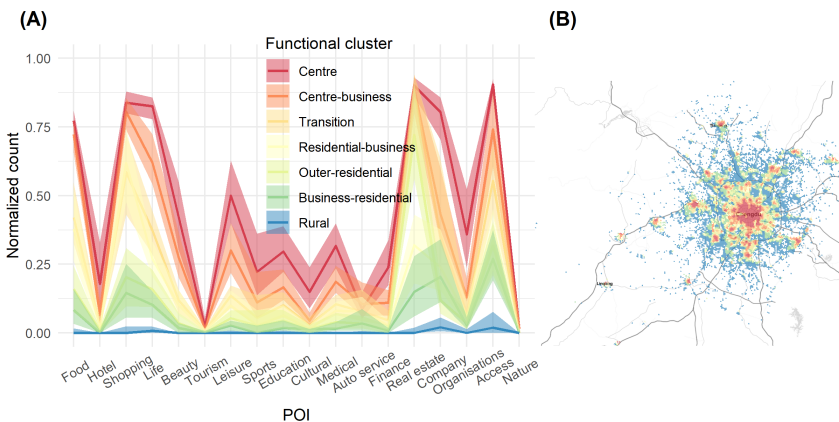 (A)
(B)
Functional cluster
Centre
Centre-business
Transition
Residential-business
Outer-residential
Business-residential
Rural
Normalized count
1.00
0.75
0.50
0.25
0.00
Food
Hotel
Shopping
Life
Beauty
Tourism
Leisure
Sports
Education
Cultural
Medical
Auto service
Finance
Real estate
Company
Organisations
Access
Nature
POI